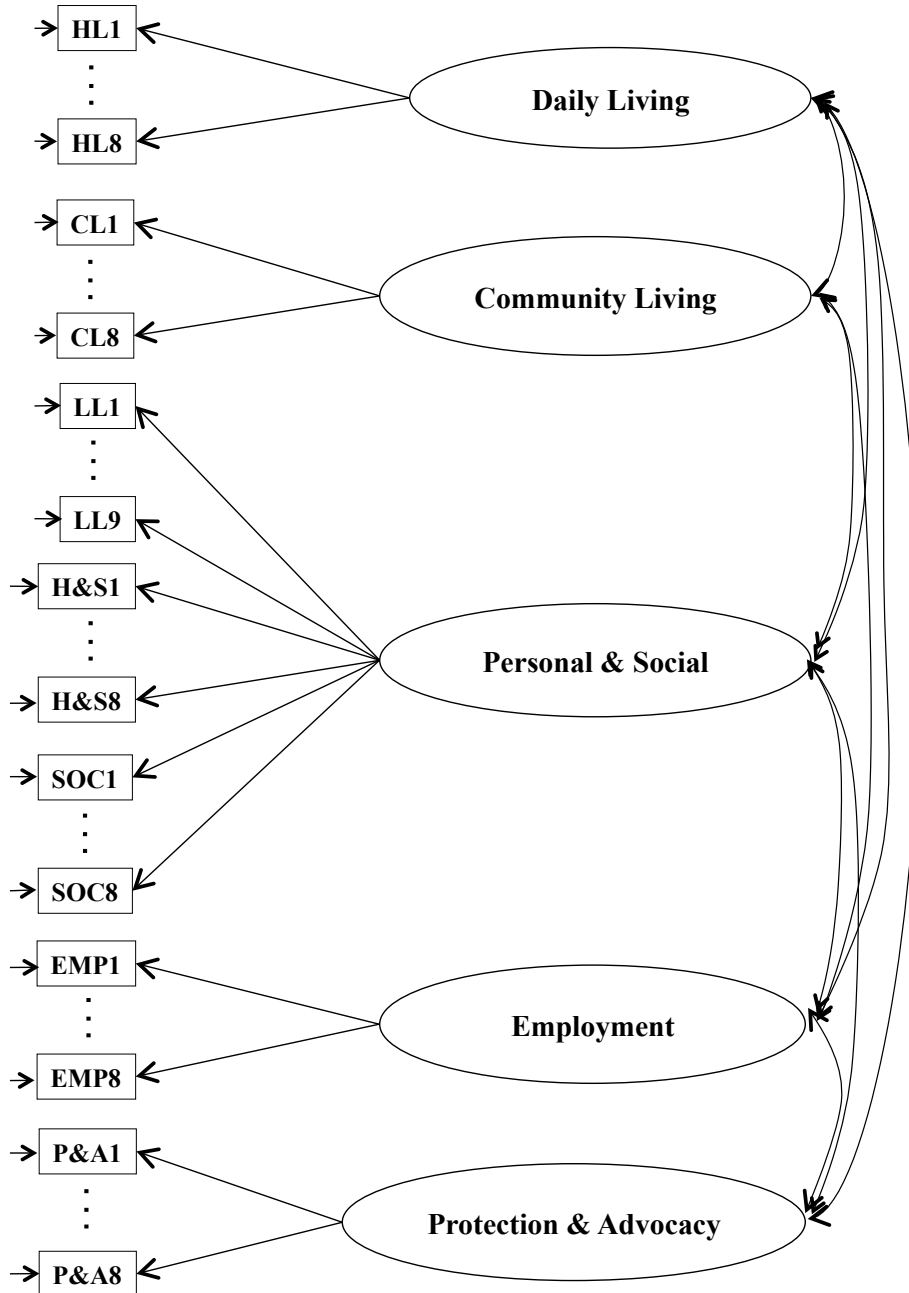 HL1
Daily Living
HL8
CL1
Community Living
CL8
LL1
LL9
H&S1
Personal & Social
H&S8
SOC1
SOC8
EMP1
Employment
EMP8
P&A1
Protection & Advocacy
P&A8